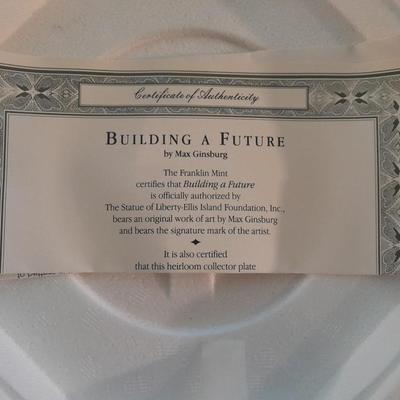 Certificate of Authenticity
BUILDING A FUTURE
by Max Ginsburg
The Franklin Mint
certifies that Building a Future
is officially authorized by
The Statue of Liberty-Ellis Island Foundation, Inc.,
bears an original work of art by Max Ginsburg
and bears the signature mark of the artist.
It is also certified
that this heirloom collector plate